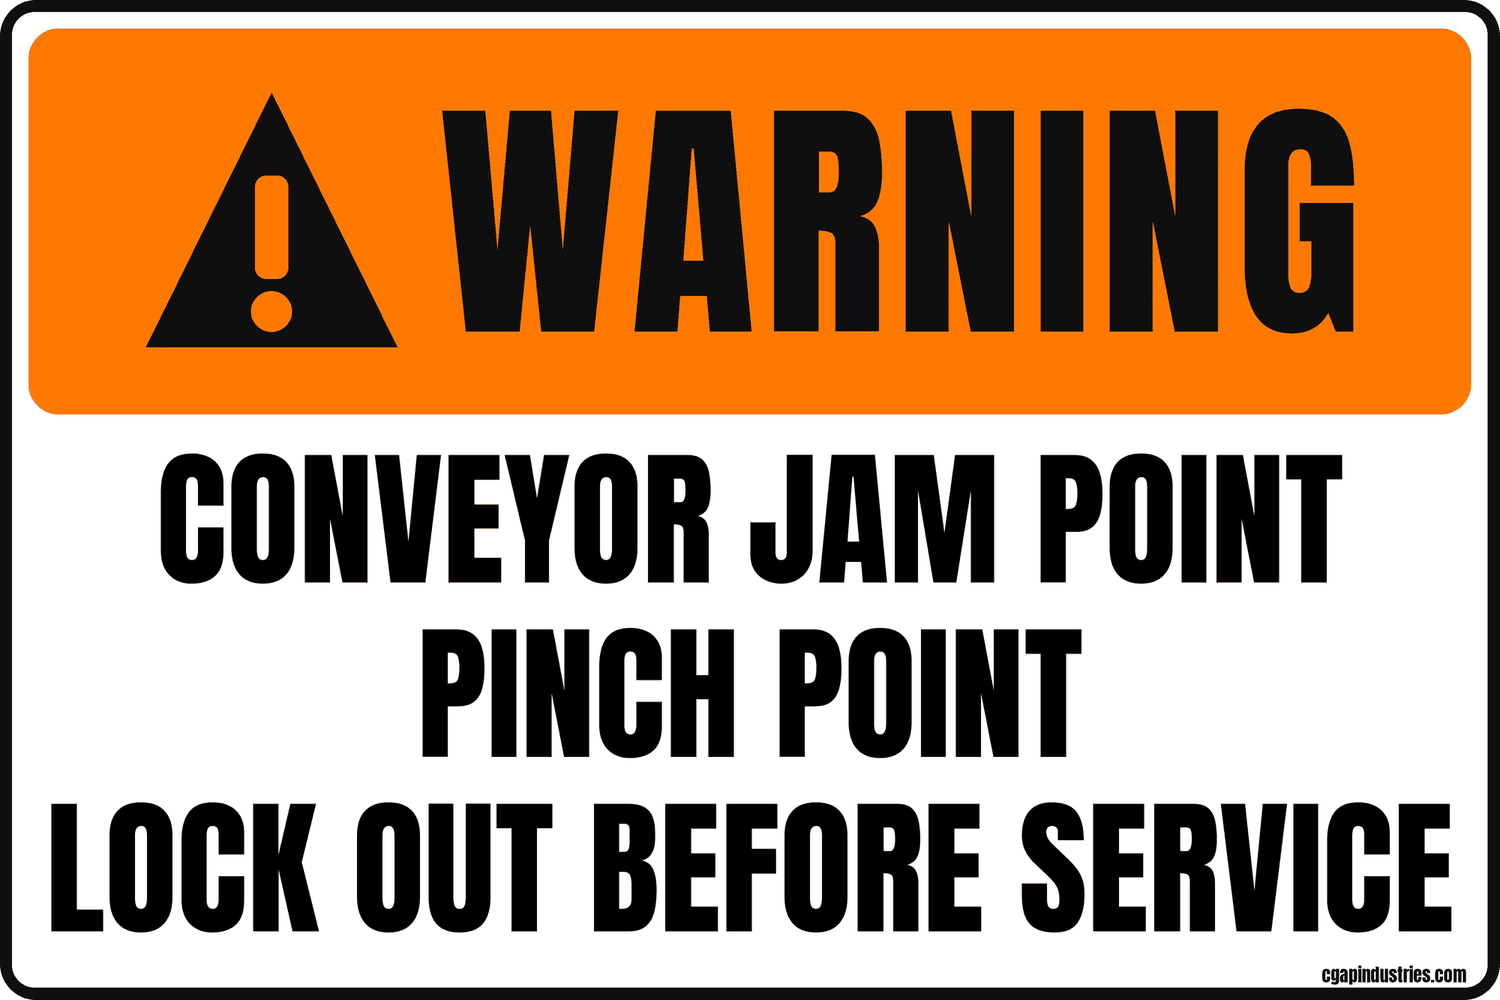 WARNING
CONVEYOR JAM POINT
PINCH POINT
LOCK OUT BEFORE SERVICE
cgapindustries.com